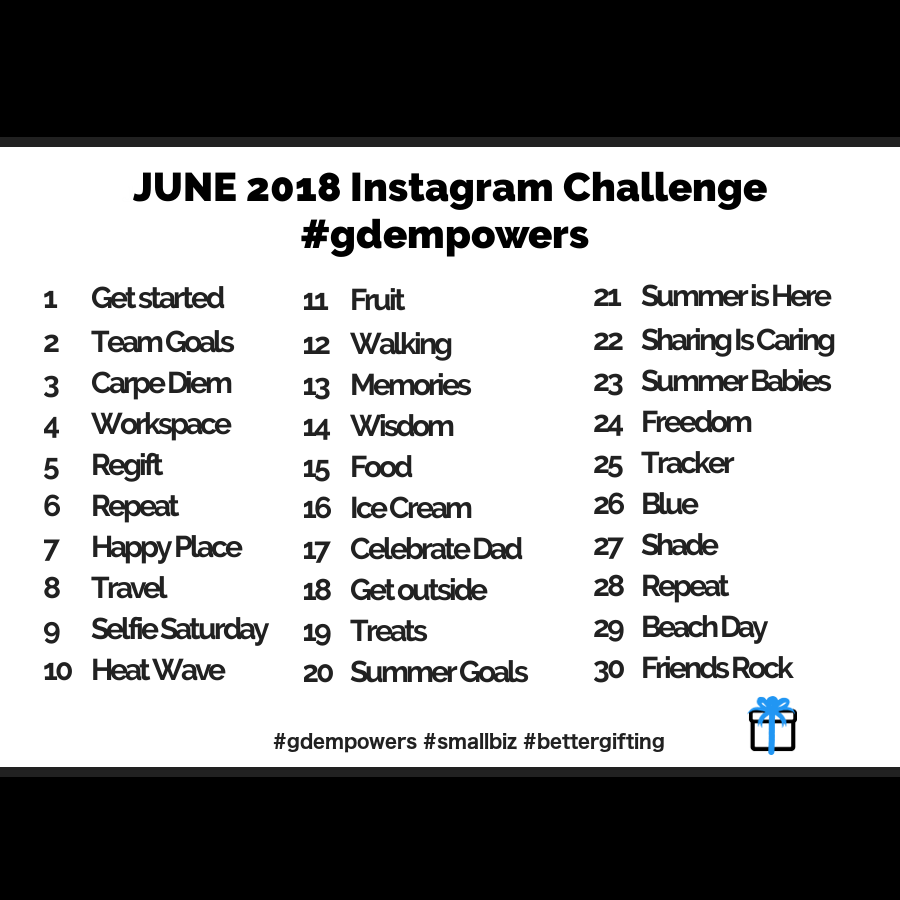 JUNE 2018 Instagram Challenge
#gdempowers
1 Get started
2 Team Goals
3 Carpe Diem
4 Workspace
5 Regift
6 Repeat
7 Happy Place
8 Travel
9 Selfie Saturday
10 Heat Wave
11 Fruit
12 Walking
13 Memories
14 Wisdom
15 Food
16 Ice Cream
17 Celebrate Dad
18 Get outside
19 Treats
20 Summer Goals
21 Summer is Here
22 Sharing Is Caring
23 Summer Babies
24 Freedom
25 Tracker
26 Blue
27 Shade
28 Repeat
29 Beach Day
30 Friends Rock
#gdempowers #smallbiz #bettergifting